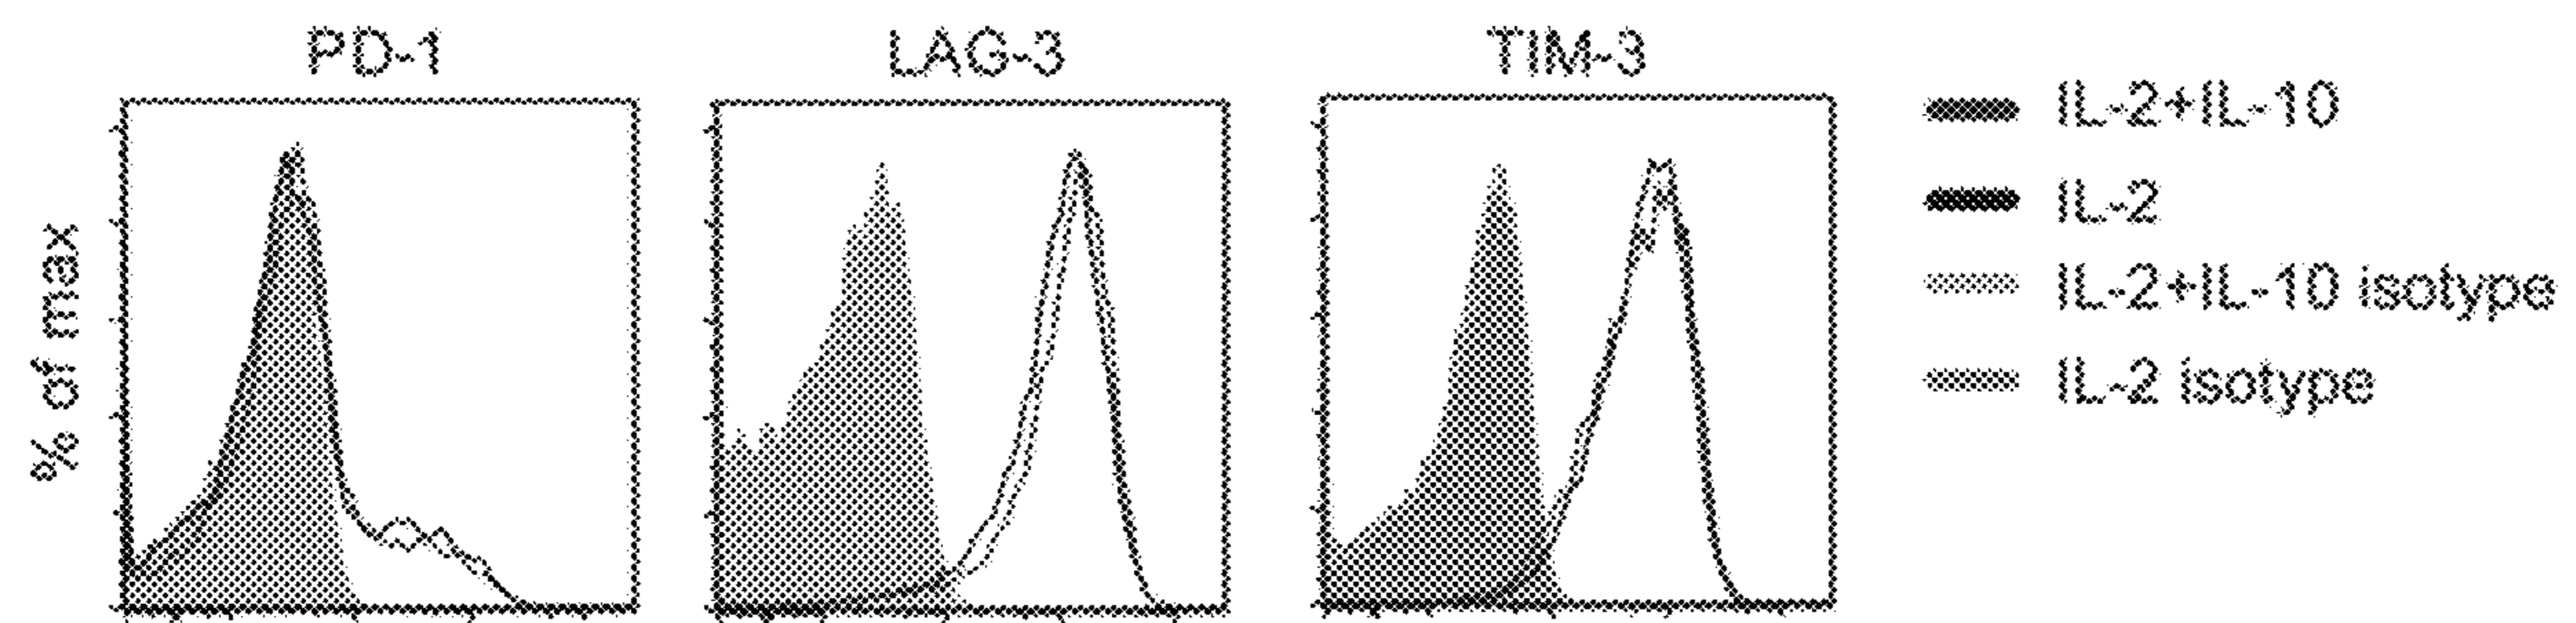 PD-1
LAG-3
TIM-3
% of max
IL-2+IL-10
IL-2
IL-2+IL-10 isotype
IL-2 isotype